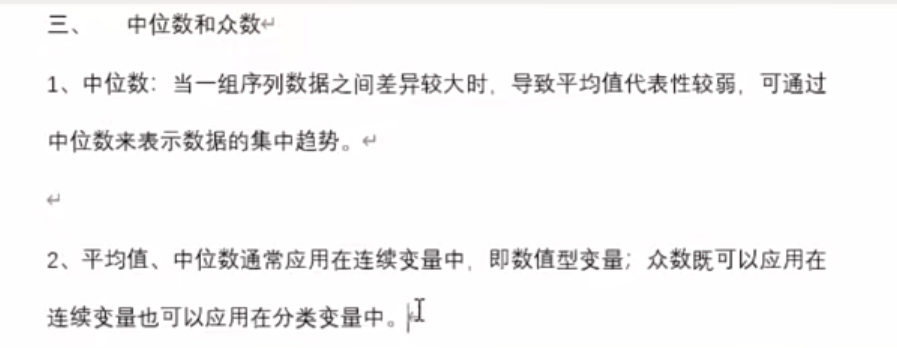 三、 中位数和众数
1、中位数：当一组序列数据之间差异较大时，导致平均值代表性较弱，可通过
中位数来表示数据的集中趋势。
2、平均值、中位数通常应用在连续变量中，即数值型变量；众数既可以应用在
连续变量也可以应用在分类变量中。